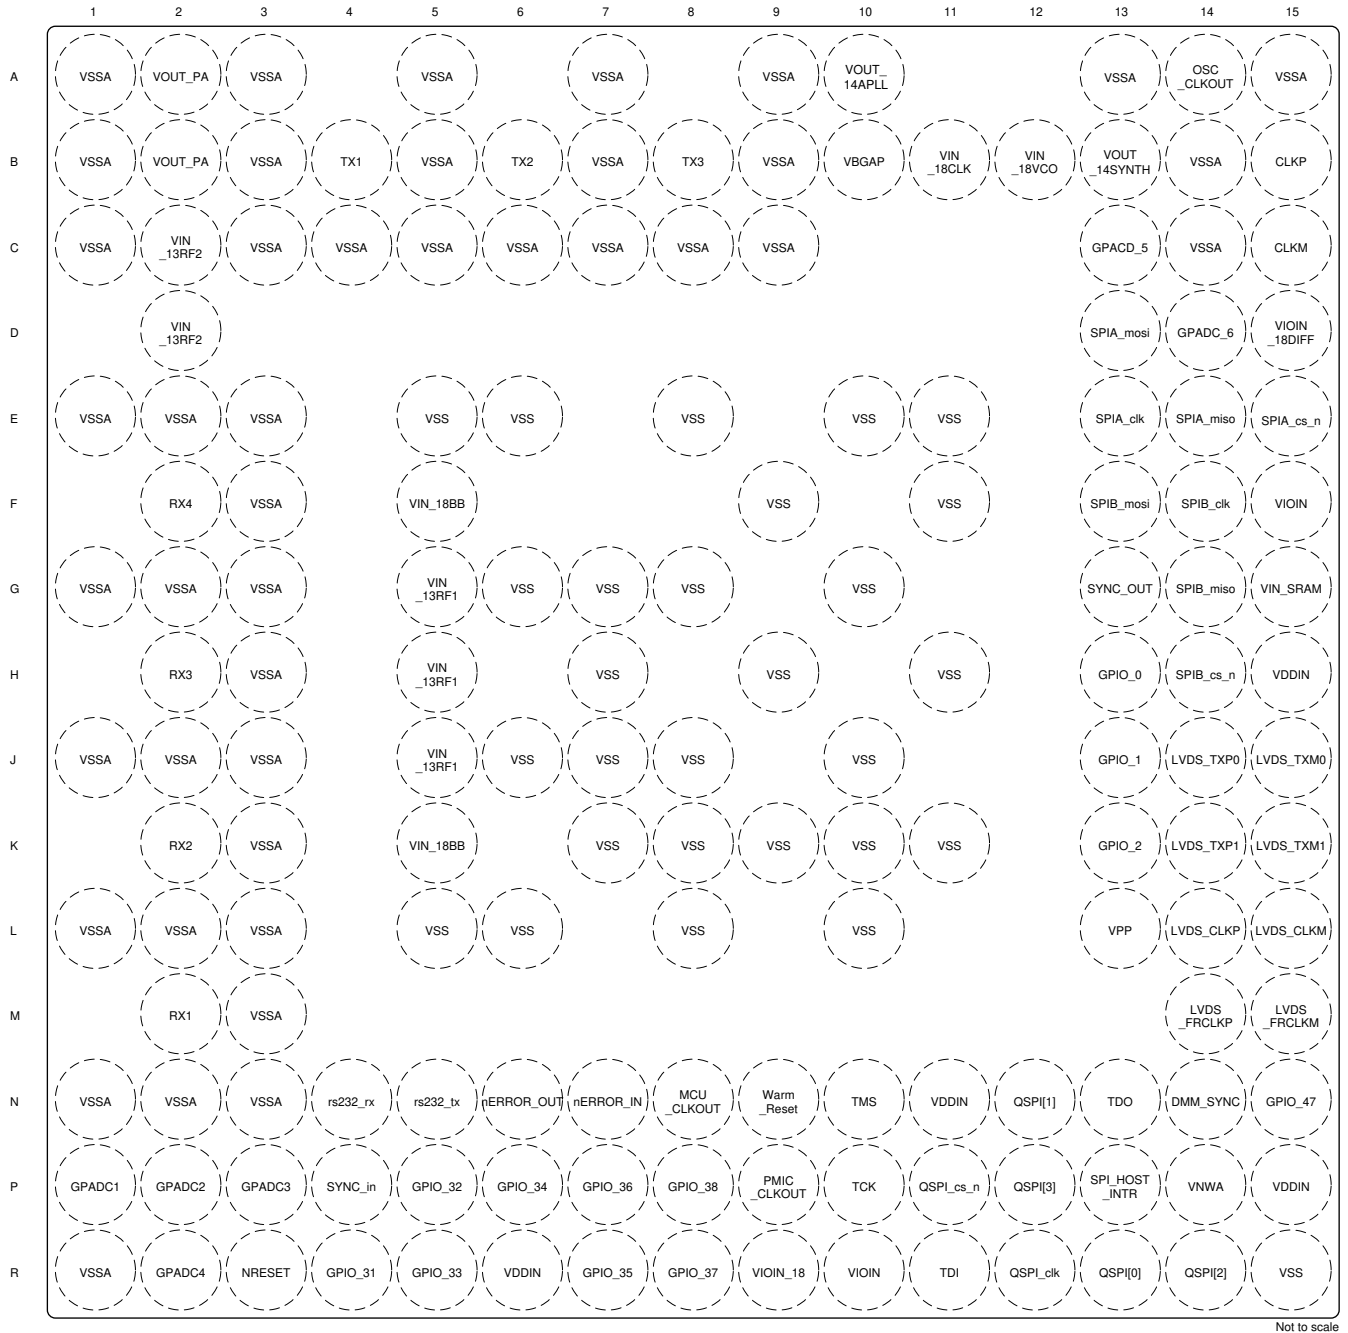 1 2 3 4 5 6 7 8 9 10 11 12 13 14 15
A VSSA VOUT_PA VSSA VSSA VSSA VSSA VOUT_ 14APLL VSSA OSC _CLKOUT VSSA
B VSSA VOUT_PA VSSA TX1 VSSA TX2 VSSA TX3 VSSA VBGAP VIN _18CLK VIN _18VCO VOUT _14SYNTH VSSA CLKP
C VSSA VIN _13RF2 VSSA VSSA VSSA VSSA VSSA VSSA VSSA GPACD_5 VSSA CLKM
D VIN _13RF2 SPIA_mosi GPADC_6 VIOIN _18DIFF
E VSSA VSSA VSSA VSS VSS VSS VSS VSS SPIA_clk SPIA_miso SPIA_cs_n
F RX4 VSSA VIN_18BB VSS VSS SPIB_mosi SPIB_clk VIOIN
G VSSA VSSA VSSA VIN _13RF1 VSS VSS VSS VSS SYNC_OUT SPIB_miso VIN_SRAM
H RX3 VSSA VIN _13RF1 VSS VSS VSS GPIO_0 SPIB_cs_n VDDIN
J VSSA VSSA VSSA VIN _13RF1 VSS VSS VSS VSS GPIO_1 LVDS_TXP0 LVDS_TXM0
K RX2 VSSA VIN_18BB VSS VSS VSS VSS VSS GPIO_2 LVDS_TXP1 LVDS_TXM1
L VSSA VSSA VSSA VSS VSS VSS VSS VPP LVDS_CLKP LVDS_CLKM
M RX1 VSSA LVDS _FRCLKP LVDS _FRCLKM
N VSSA VSSA VSSA rs232_rx rs232_tx nERROR_OUT nERROR_IN MCU _CLKOUT Warm _Reset TMS VDDIN QSPI[1] TDO DMM_SYNC GPIO_47
P GPADC1 GPADC2 GPADC3 SYNC_in GPIO_32 GPIO_34 GPIO_36 GPIO_38 PMIC _CLKOUT TCK QSPI_cs_n QSPI[3] SPI_HOST _INTR VNWA VDDIN
R VSSA GPADC4 NRESET GPIO_31 GPIO_33 VDDIN GPIO_35 GPIO_37 VIOIN_18 VIOIN TDI QSPI_clk QSPI[0] QSPI[2] VSS
Not to scale